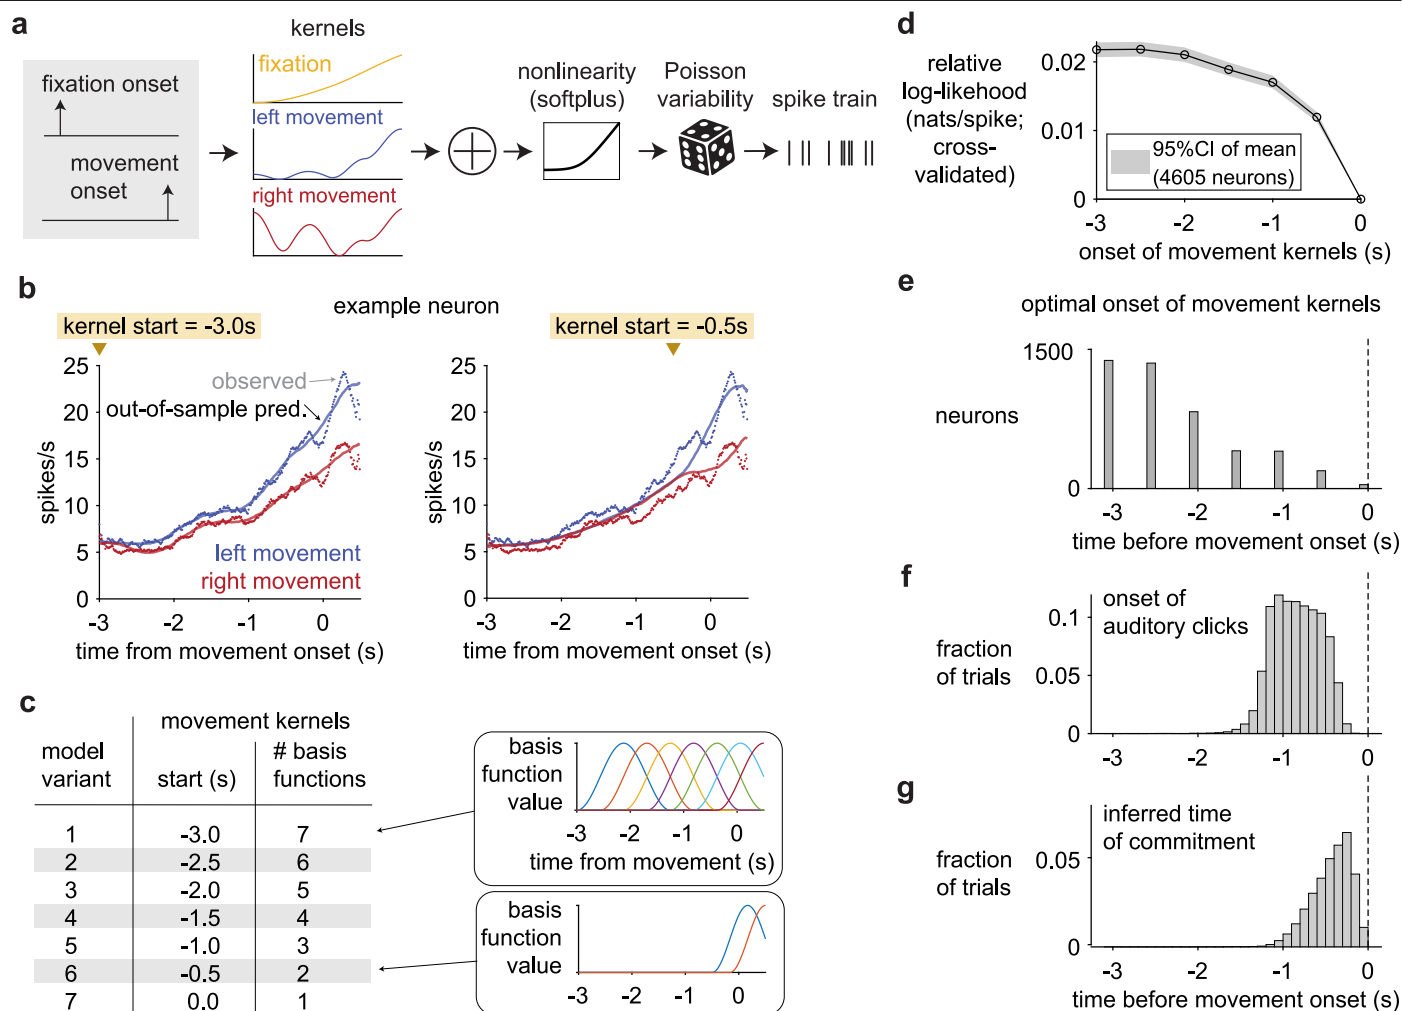 a
kernels
fixation onset
movement
onset
fixation
left movement
right movement
nonlinearity
(softplus)
Poisson
variability
spike train
b
example neuron
kernel start = -3.0s
kernel start = -0.5s
25
20
15
10
5
0
spikes/s
observed
out-of-sample pred.
left movement
right movement
-3
-2
-1
0
time from movement onset (s)
25
20
15
10
5
0
spikes/s
-3
-2
-1
0
time from movement onset (s)
c
movement kernels
model
variant
start (s)
# basis
functions
1 -3.0 7
2 -2.5 6
3 -2.0 5
4 -1.5 4
5 -1.0 3
6 -0.5 2
7 0.0 1
basis
function
value
-3 -2 -1 0
time from movement (s)
basis
function
value
-3 -2 -1 0
d
relative
log-likehood
(nats/spike;
cross-
validated)
0.02
0.01
0
95%CI of mean
(4605 neurons)
-3 -2 -1 0
onset of movement kernels (s)
e
optimal onset of movement kernels
1500
neurons
0
-3 -2 -1 0
time before movement onset (s)
f
onset of
auditory clicks
fraction
of trials
0.1
0.05
0
-3 -2 -1 0
g
inferred time
of commitment
fraction
of trials
0.05
0
-3 -2 -1 0
time before movement onset (s)